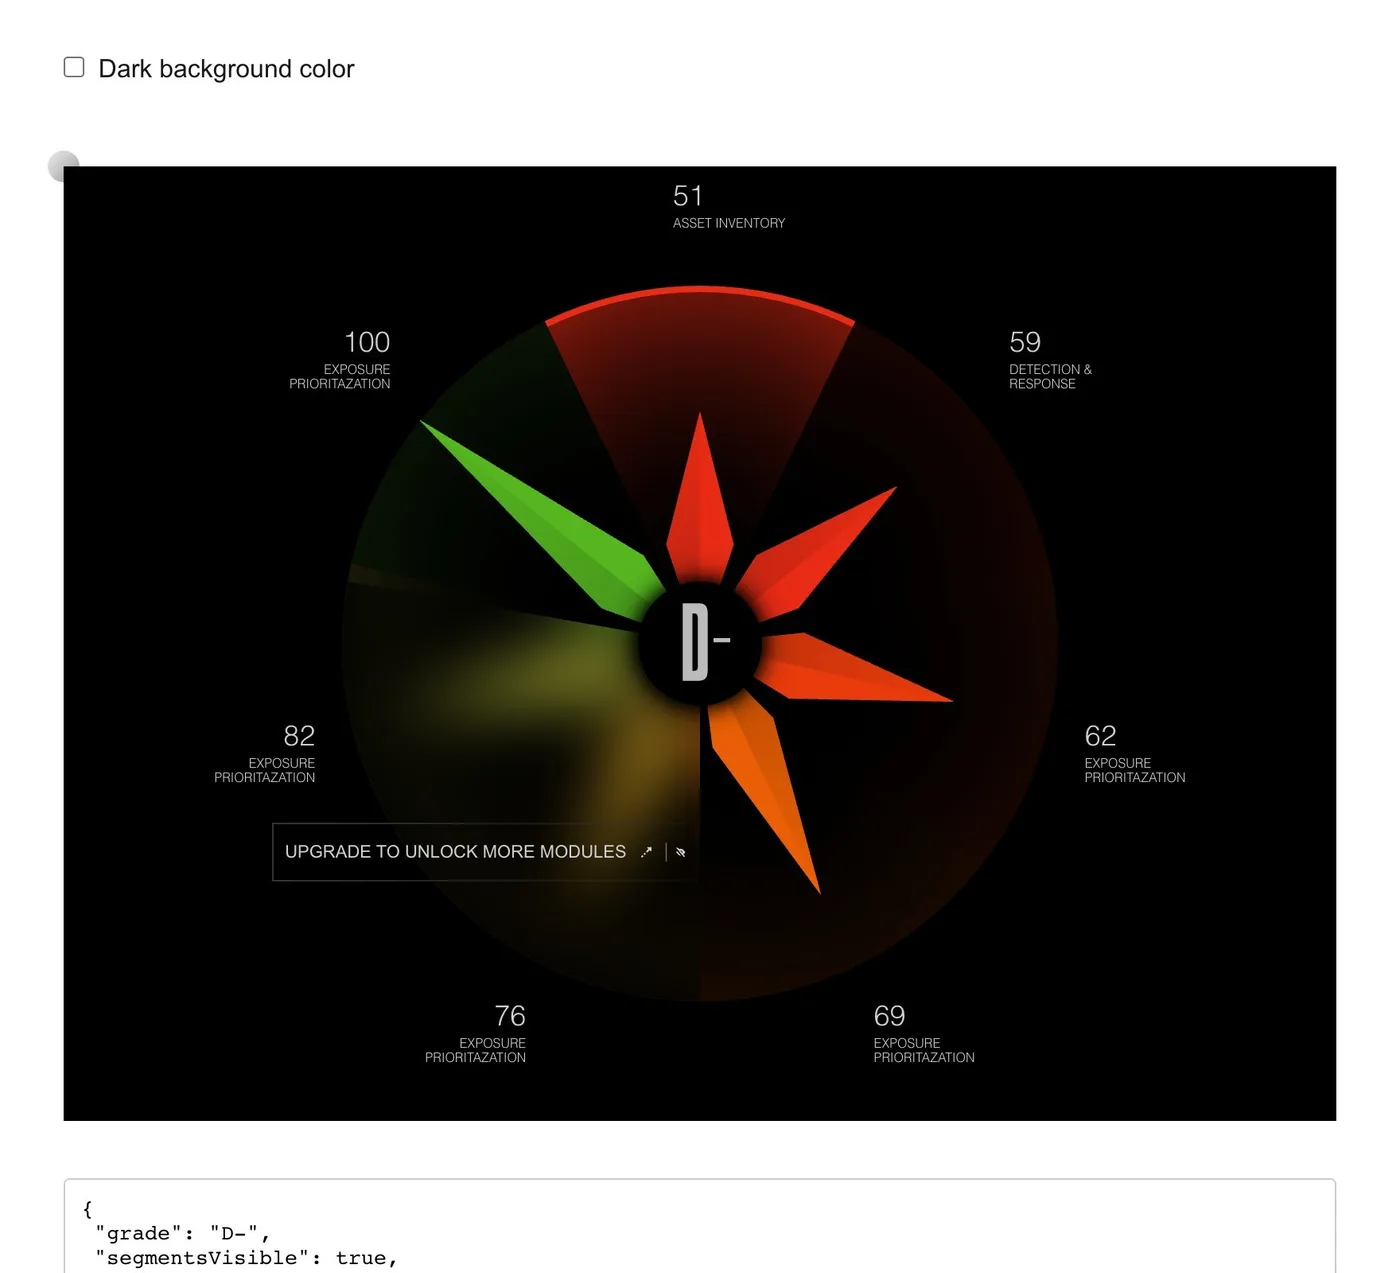 Dark background color
51
ASSET INVENTORY
100
EXPOSURE
PRIORITAZATION
59
DETECTION &
RESPONSE
D-
82
EXPOSURE
PRIORITAZATION
62
EXPOSURE
PRIORITAZATION
UPGRADE TO UNLOCK MORE MODULES
76
EXPOSURE
PRIORITAZATION
69
EXPOSURE
PRIORITAZATION
{
"grade": "D-",
"segmentsVisible": true,